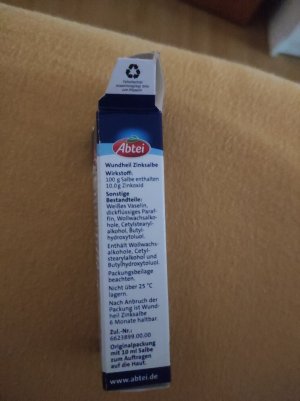 Abtei
Wundheil Zinksalbe
Wirkstoff:
100 g Salbe enthalten
10,0 g Zinkoxid
Sonstige
Bestandteile:
Weißes Vaselin,
dickflüssiges Paraf-
fin, Wollwachsalko-
hole, Cetylstearyl-
alkohol, Butyl-
hydroxytoluol.
Enthält Wollwachs-
alkohole, Cetyl-
stearylalkohol und
Butylhydroxytoluol.
Packungsbeilage
beachten.
Nicht über 25 °C
lagern.
Nach Anbruch der
Packung ist Wund-
heil Zinksalbe
6 Monate haltbar.
Zul.-Nr.:
6623899.00.00
Originalpackung
mit 10 ml Salbe
zum Auftragen
auf die Haut.
www.abtei.de